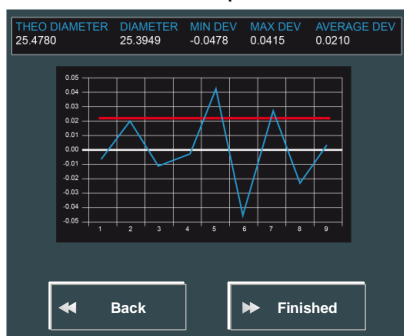 THEO DIAMETER DIAMETER MIN DEV MAX DEV AVERAGE DEV
25.4780 25.3949 -0.0478 0.0415 0.0210
0.05
0.04
0.03
0.02
0.01
0.00
-0.01
-0.02
-0.03
-0.04
-0.05
1 2 3 4 5 6 7 8 9
Back Finished